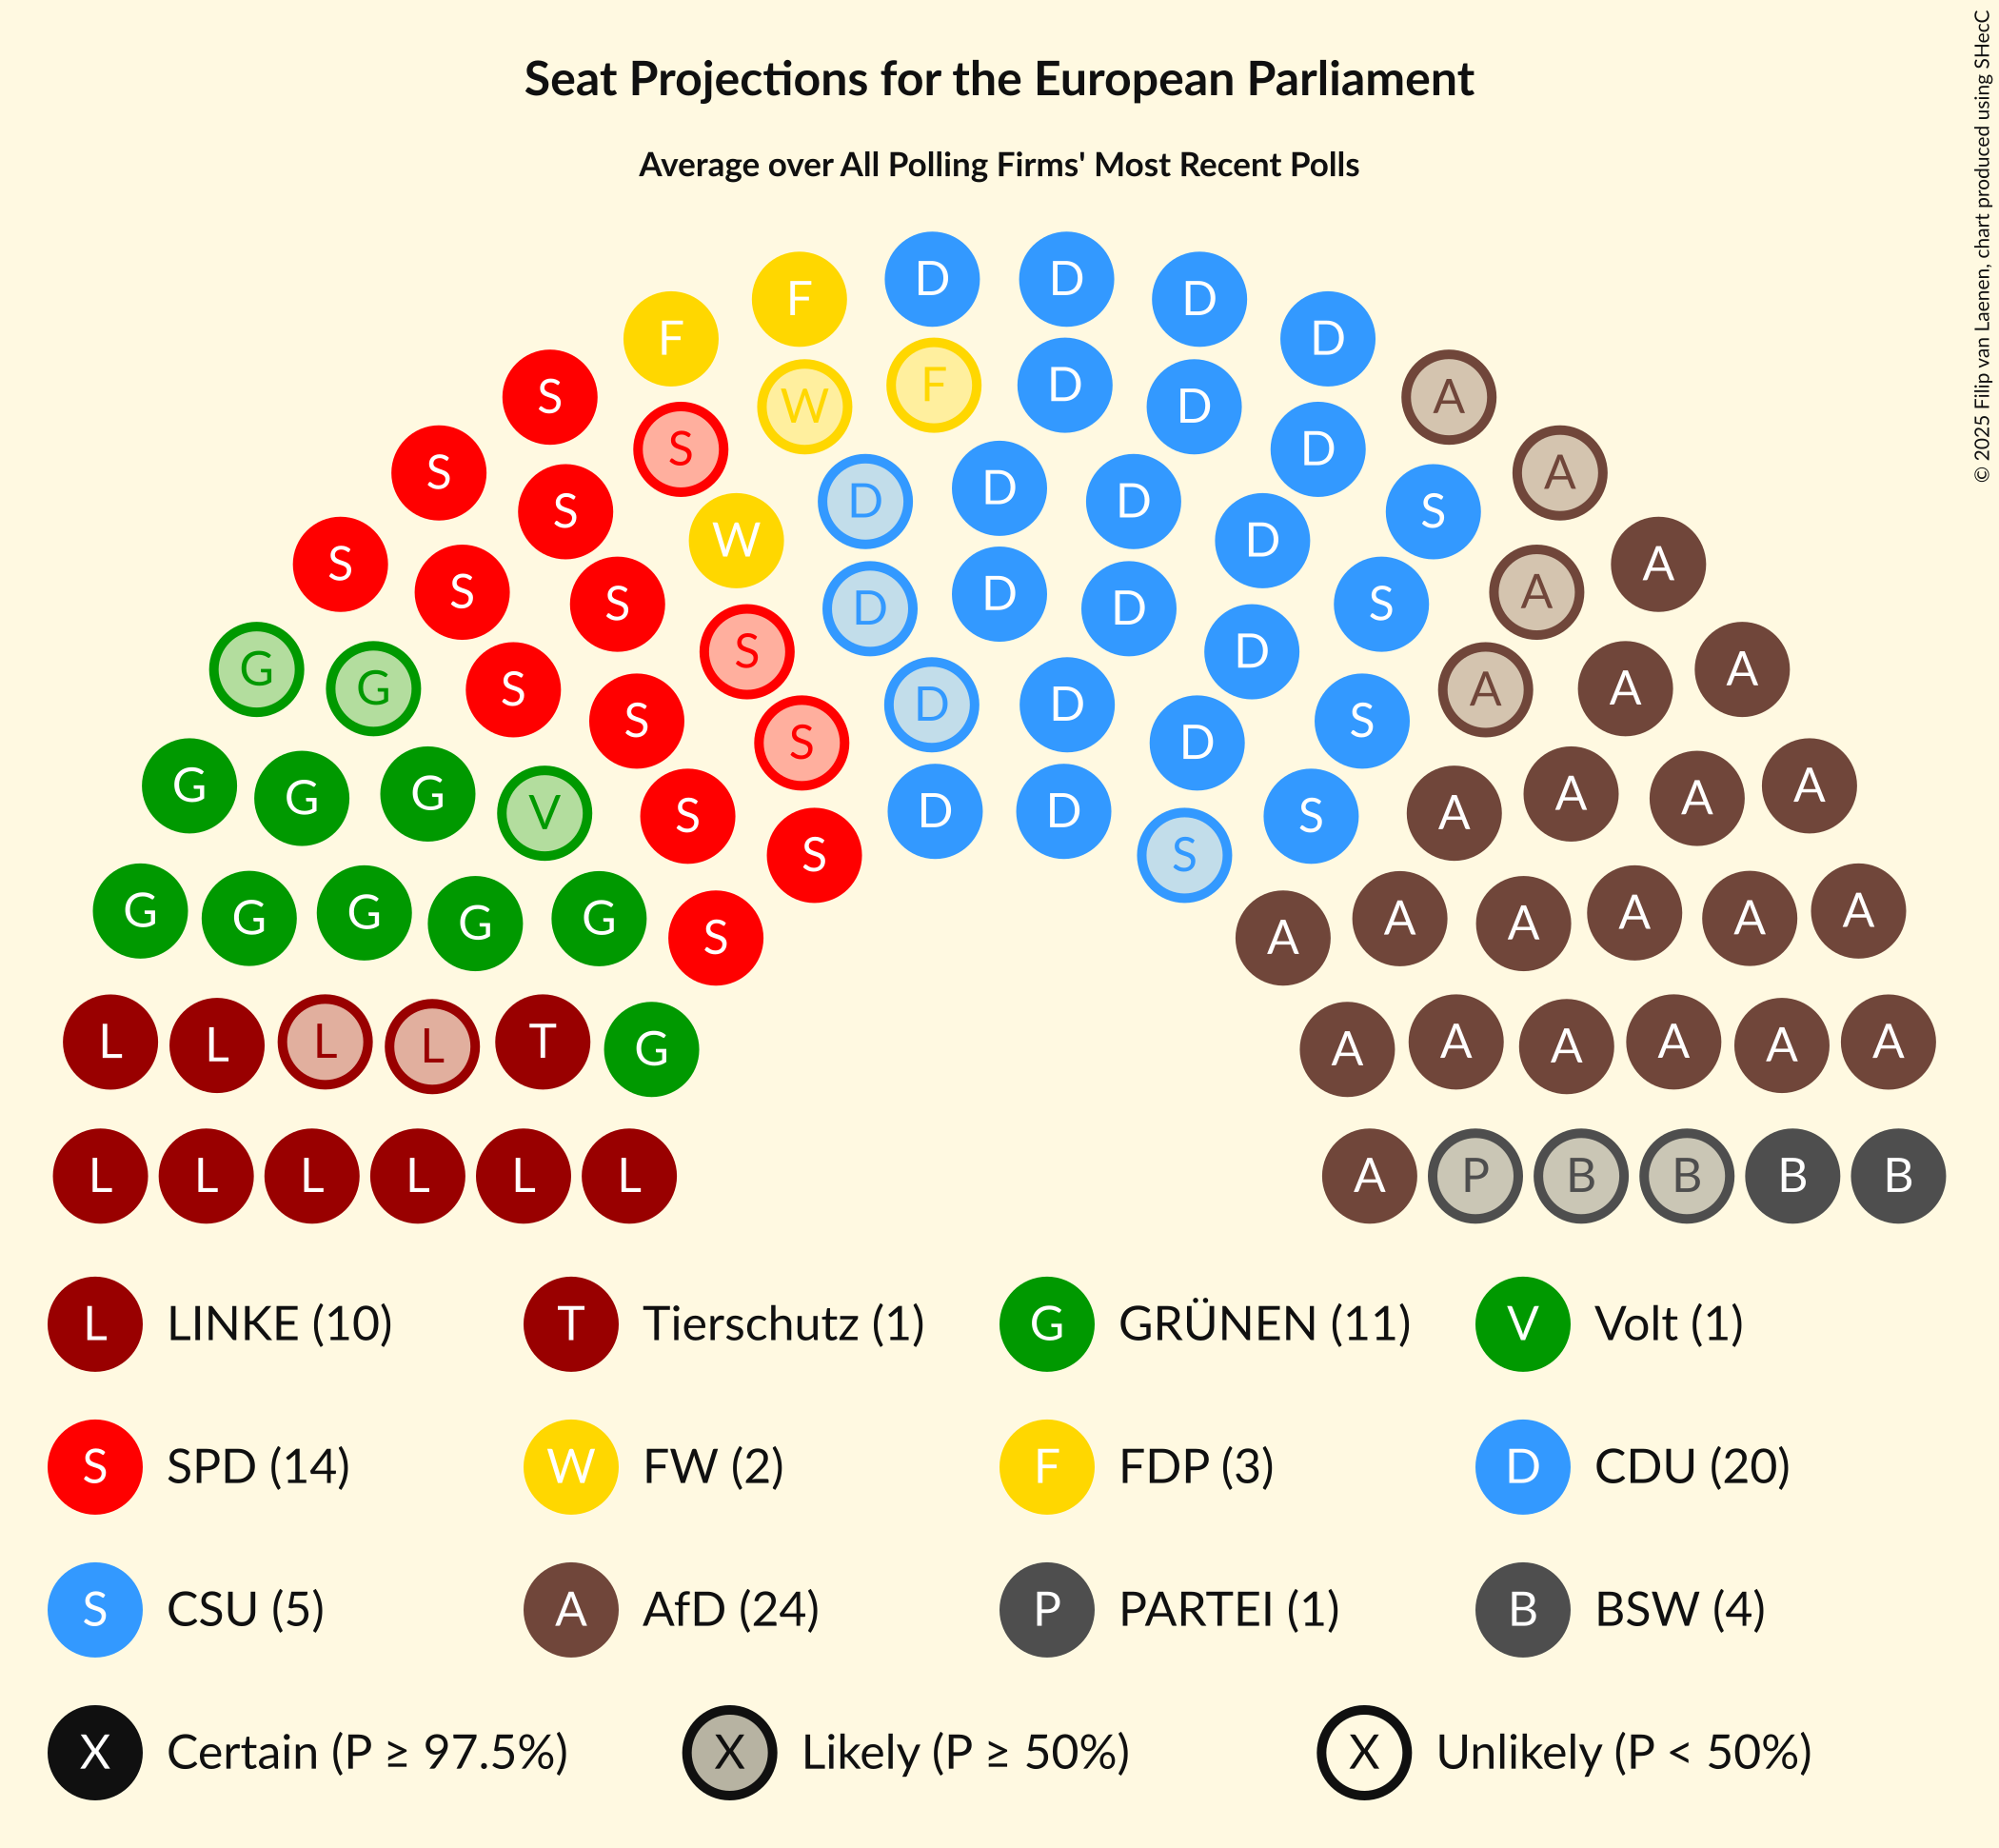 © 2025 Filip van Laenen, chart produced using SHecC
Seat Projections for the European Parliament
Average over All Polling Firms' Most Recent Polls
D D
F D
F D
F D
S A
W D
S D
S A
D
D D
S S
W D
S A
S D A
S D D S
S D
G A
G S A A
D D
S S
S D
G A
G G A A
V S D D S A
S S
G G G G G A A A A A
S A
L L L L T G A A A A A A
L L L L L L A P B B B B
L LINKE (10) T Tierschutz (1) G GRÜNEN (11) V Volt (1)
S SPD (14) W FW (2) F FDP (3) D CDU (20)
S CSU (5) A AfD (24) P PARTEI (1) B BSW (4)
X Certain (P ≥ 97.5%) X Likely (P ≥ 50%) X Unlikely (P < 50%)